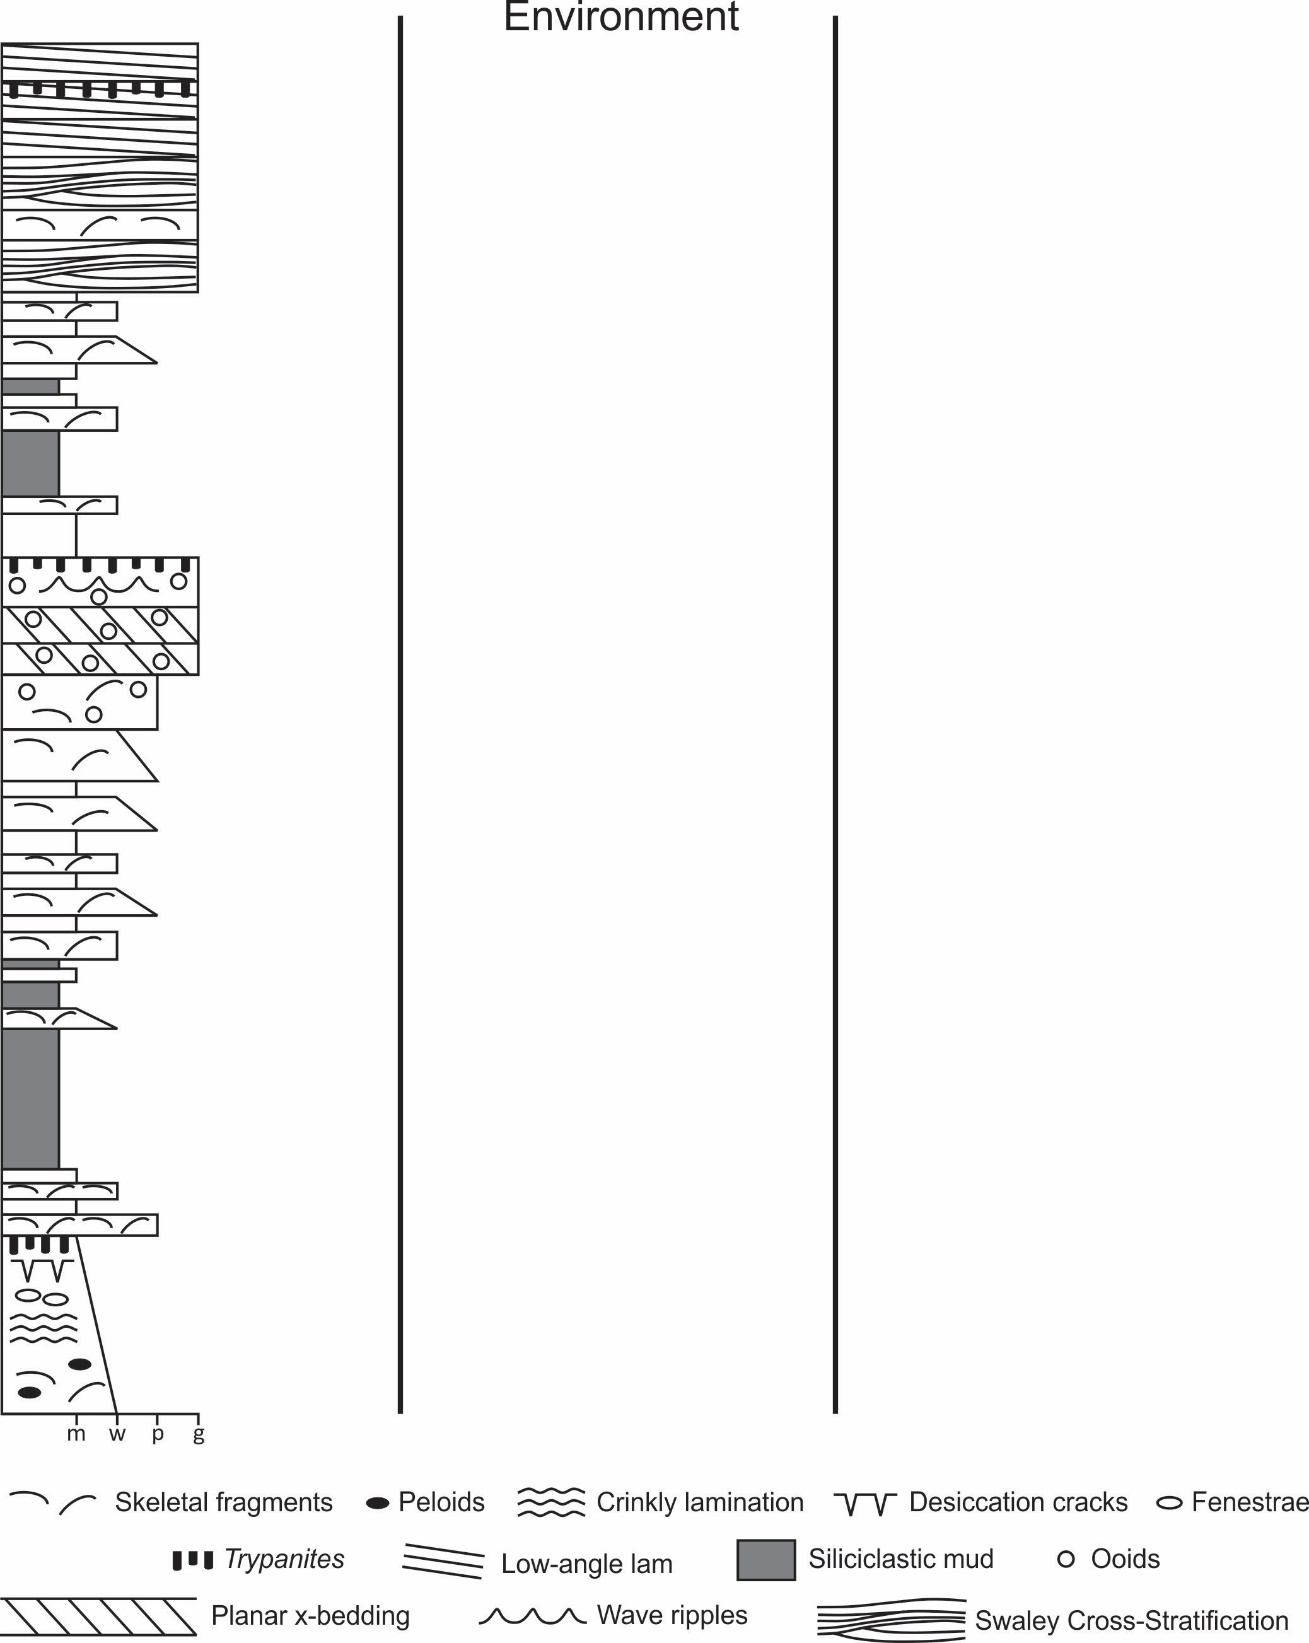 Environment
m w p g
Skeletal fragments Peloids Crinkly lamination Desiccation cracks Fenestrae
Trypanites Low-angle lam Siliciclastic mud Ooids
Planar x-bedding Wave ripples Swaley Cross-Stratification